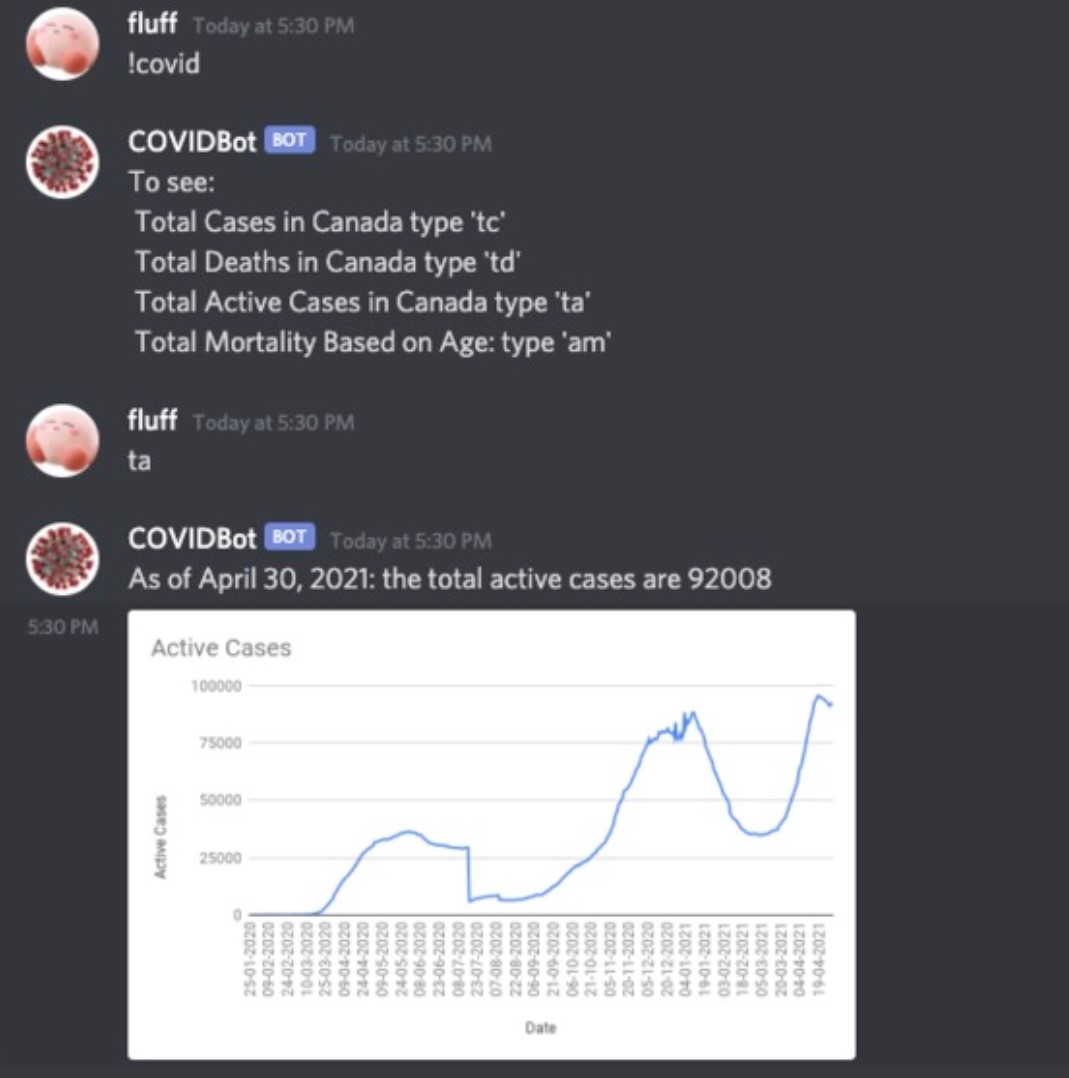 fluff Today at 5:30 PM
!covid
COVIDBot BOT Today at 5:30 PM
To see:
Total Cases in Canada type 'tc'
Total Deaths in Canada type 'td'
Total Active Cases in Canada type 'ta'
Total Mortality Based on Age: type 'am'
fluff Today at 5:30 PM
ta
COVIDBot BOT Today at 5:30 PM
As of April 30, 2021: the total active cases are 92008
5:30 PM
Active Cases
100000
75000
50000
25000
0
Active Cases
25-01-2020
09-02-2020
24-02-2020
10-03-2020
25-03-2020
09-04-2020
24-04-2020
09-05-2020
24-05-2020
08-06-2020
23-06-2020
08-07-2020
23-07-2020
07-08-2020
22-08-2020
06-09-2020
21-09-2020
06-10-2020
21-10-2020
05-11-2020
20-11-2020
05-12-2020
20-12-2020
04-01-2021
19-01-2021
03-02-2021
18-02-2021
05-03-2021
20-03-2021
04-04-2021
19-04-2021
Date